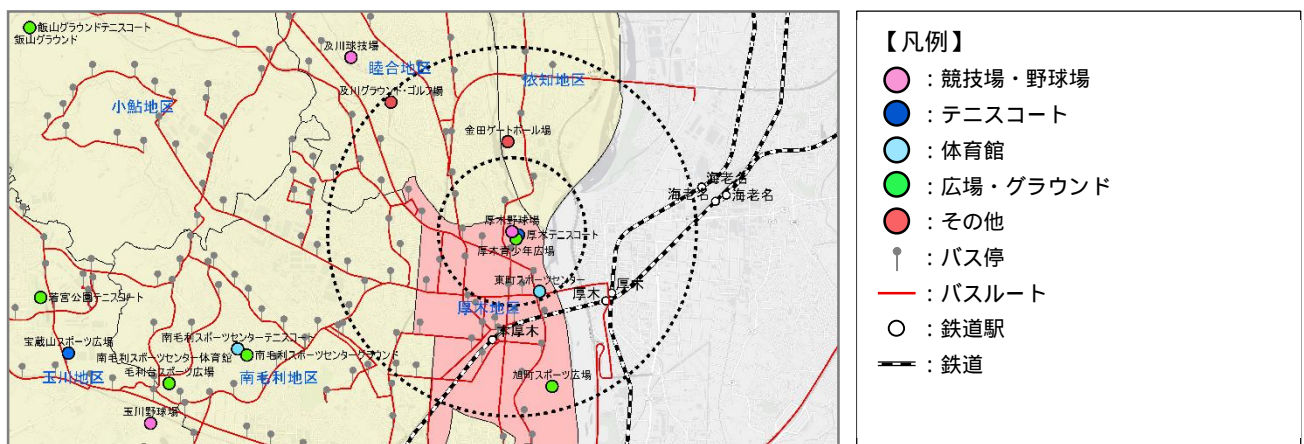 飯山グラウンドテニスコート
飯山グラウンド
及川球技場
睦合地区
依知地区
及川グラウンド・ゴルフ場
小鮎地区
金田ゲートボール場
海老名
海老名
海老名
厚木野球場
厚木テニスコート
厚木青少年広場
東町スポーツセンター
厚木
厚木
厚木地区
若宮公園テニスコート
本厚木
南毛利スポーツセンターテニスコート
宝蔵山スポーツ広場
南毛利スポーツセンター体育館
南毛利スポーツセンターグラウンド
毛利台スポーツ広場
玉川地区
南毛利地区
旭町スポーツ広場
玉川野球場
【凡例】
：競技場・野球場
：テニスコート
：体育館
：広場・グラウンド
：その他
：バス停
：バスルート
：鉄道駅
：鉄道